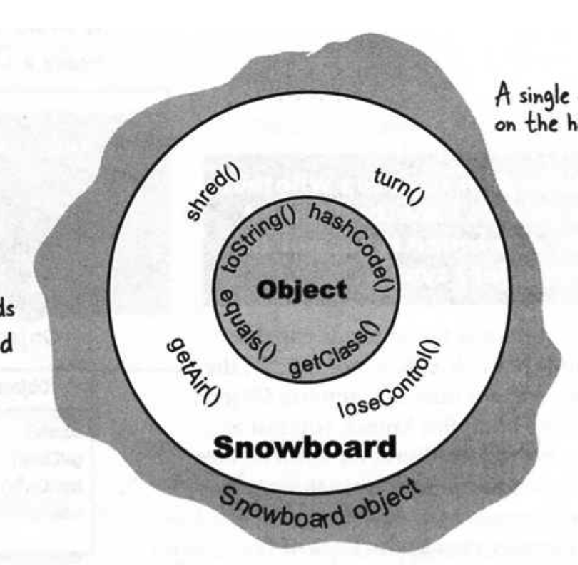 A single
on the h
shred()
turn()
toString()
hashCode()
Object
equals()
getClass()
ds
d
getAir()
loseControl()
Snowboard
Snowboard object